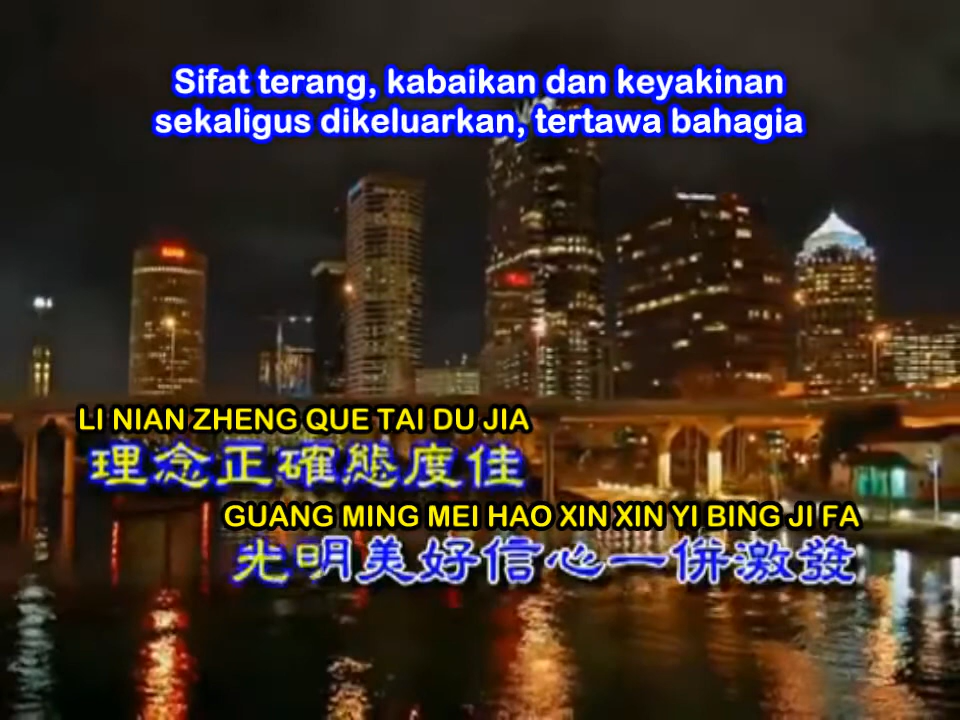 Sifat terang, kabaikan dan keyakinan
sekaligus dikeluarkan, tertawa bahagia
LI NIAN ZHENG QUE TAI DU JIA
理念正確態度佳
GUANG MING MEI HAO XIN XIN YI BING JI FA
光明美好信心一併激發